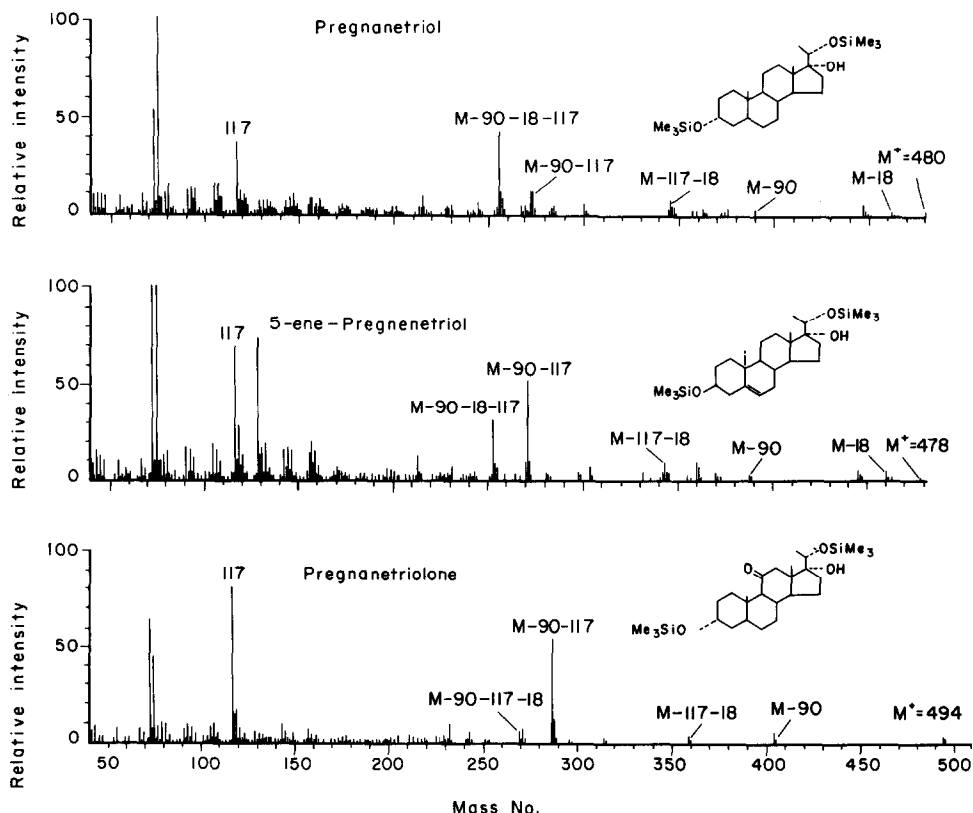 Relative intensity
100
50
0
Pregnanetriol
117
M-90-18-117
M-90-117
M-117-18
M-90
M-18
M⁺=480
OSiMe₃
OH
Me₃SiO
Relative intensity
100
50
0
5-ene-Pregnenetriol
117
M-90-18-117
M-90-117
M-117-18
M-90
M-18
M⁺=478
OSiMe₃
OH
Me₃SiO
Relative intensity
100
50
0
Pregnanetriolone
117
M-90-117-18
M-90-117
M-117-18
M-90
M⁺=494
O
OSiMe₃
OH
Me₃SiO
50 100 150 200 250 300 350 400 450 500
Mass No.